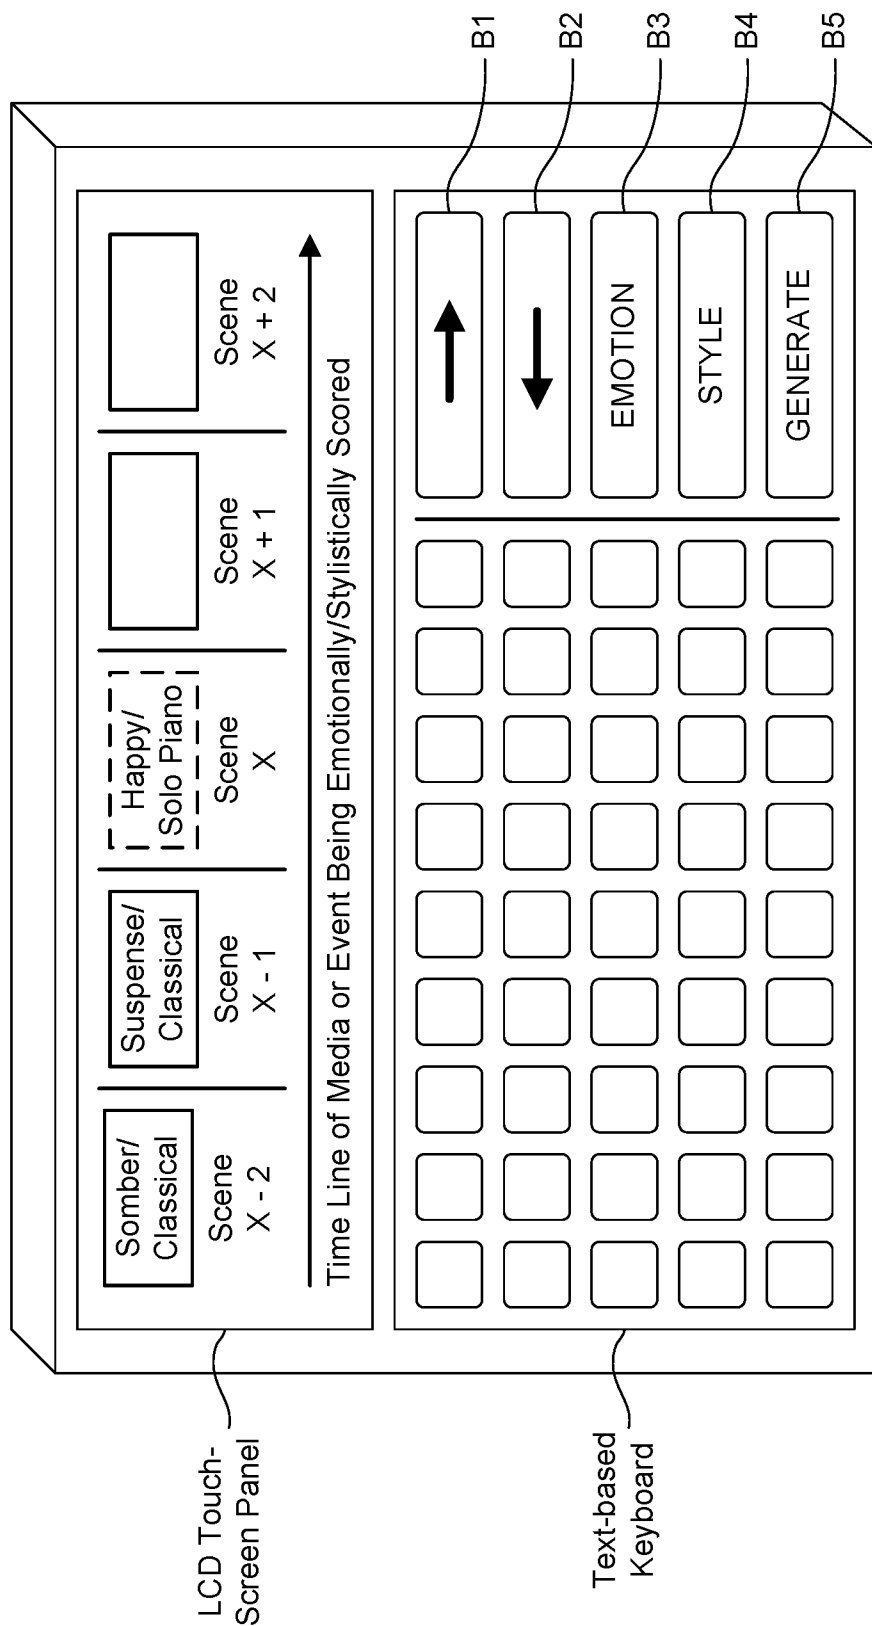 LCD Touch-
Screen Panel
Somber/
Classical
Scene
X - 2
Suspense/
Classical
Scene
X - 1
Happy/
Solo Piano
Scene
X
Scene
X + 1
Scene
X + 2
Time Line of Media or Event Being Emotionally/Stylistically Scored
Text-based
Keyboard
EMOTION
STYLE
GENERATE
B1
B2
B3
B4
B5